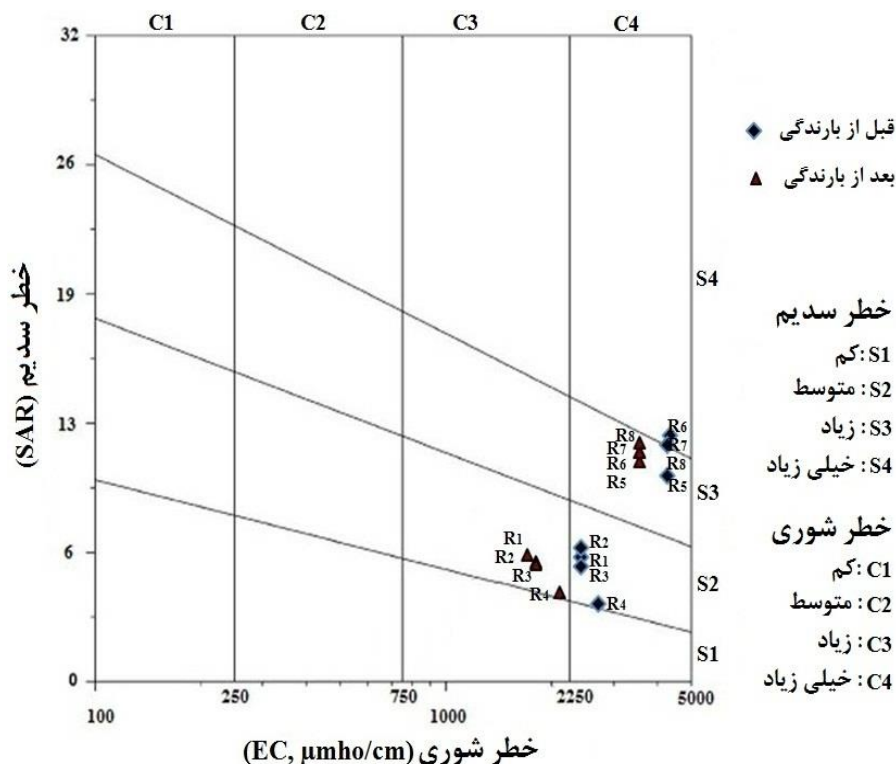 C1 C2 C3 C4
32
26
19
13
6
0
خطر سدیم (SAR)
S4
S3
S2
S1
R6
R8
R7
R7
R6
R8
R5
R5
R1
R2
R2
R1
R3
R3
R4
R4
100 250 750 1000 2250 5000
خطر شوری (EC, µmho/cm)
قبل از بارندگی
بعد از بارندگی
خطر سدیم
S1: کم
S2: متوسط
S3: زیاد
S4: خیلی زیاد
خطر شوری
C1: کم
C2: متوسط
C3: زیاد
C4: خیلی زیاد